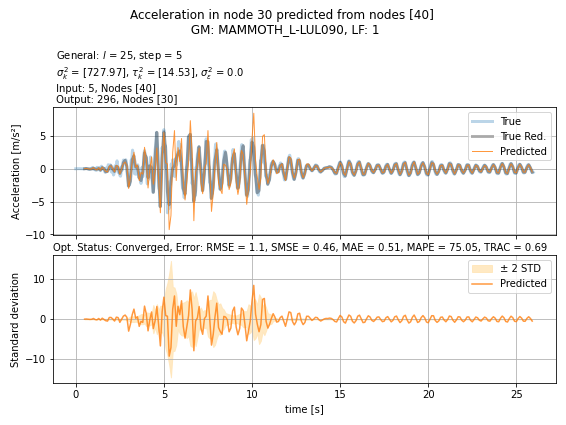 Acceleration in node 30 predicted from nodes [40]
GM: MAMMOTH_L-LUL090, LF: 1
General: l = 25, step = 5
σ²ₖ = [727.97], τ²ₖ = [14.53], σ²ε = 0.0
Input: 5, Nodes [40]
Output: 296, Nodes [30]
Acceleration [m/s²]
5
0
−5
−10
True
True Red.
Predicted
Opt. Status: Converged, Error: RMSE = 1.1, SMSE = 0.46, MAE = 0.51, MAPE = 75.05, TRAC = 0.69
Standard deviation
10
0
−10
± 2 STD
Predicted
0 5 10 15 20 25
time [s]